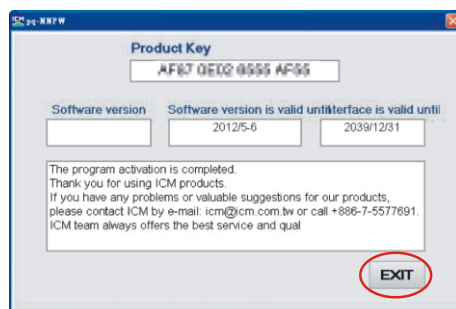 ICM pq-NNPW
Product Key
Software version
Software version is valid until
Interface is valid until
2012/5-6
2039/12/31
The program activation is completed.
Thank you for using ICM products.
If you have any problems or valuable suggestions for our products,
please contact ICM by e-mail: icm@icm.com.tw or call +886-7-5577691.
ICM team always offers the best service and qual
EXIT